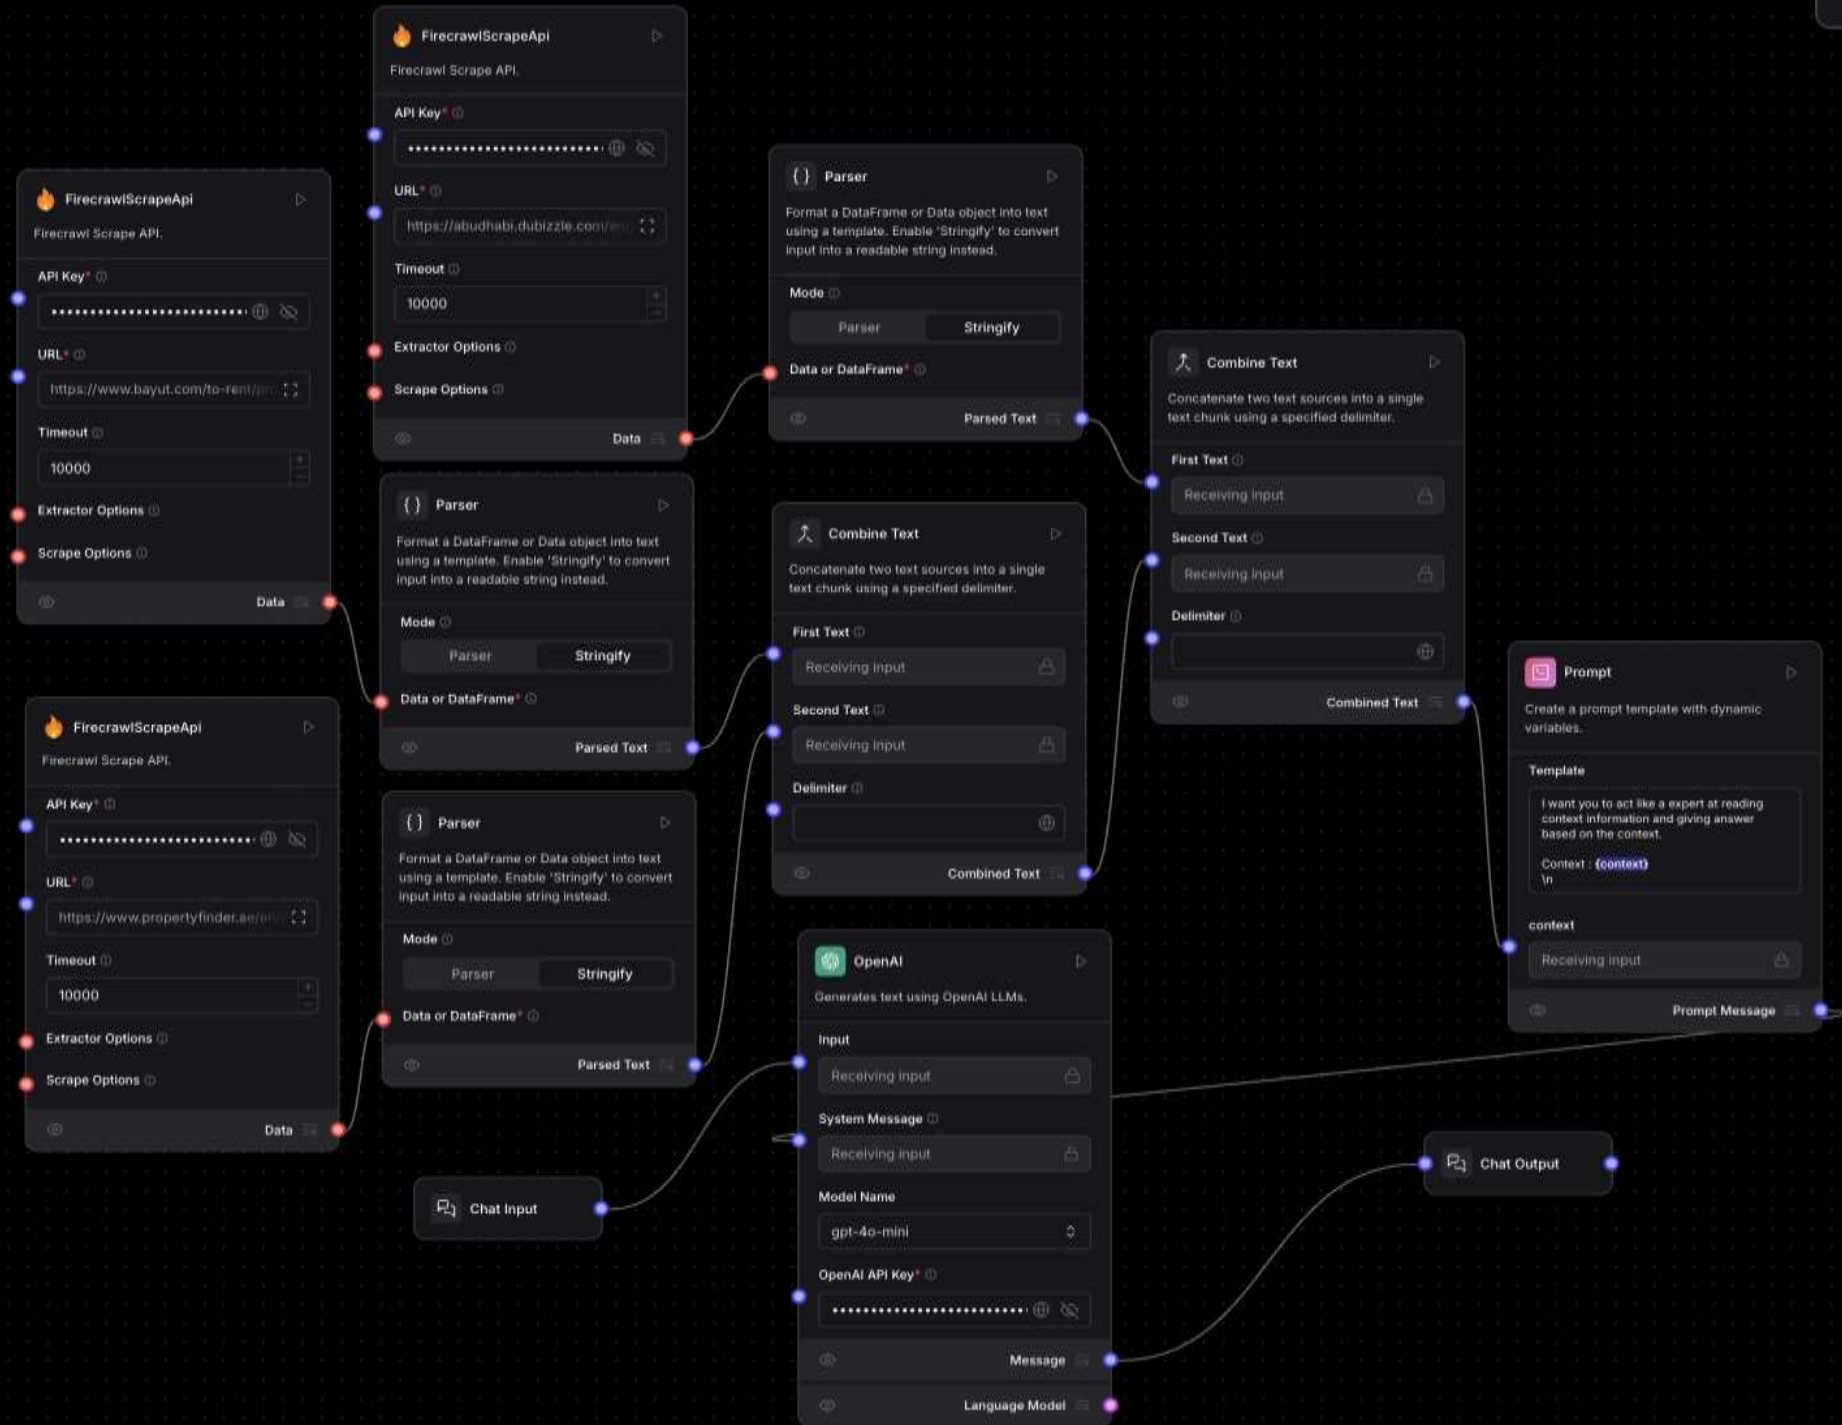 FirecrawlScrapeApi
Firecrawl Scrape API.
API Key*
URL*
https://www.bayut.com/to-rent/
Timeout
10000
Extractor Options
Scrape Options
Data
FirecrawlScrapeApi
Firecrawl Scrape API.
API Key*
URL*
https://www.propertyfinder.ae/en
Timeout
10000
Extractor Options
Scrape Options
Data
FirecrawlScrapeApi
Firecrawl Scrape API.
API Key*
URL*
https://abudhabi.dubizzle.com/en
Timeout
10000
Extractor Options
Scrape Options
Data
{} Parser
Format a DataFrame or Data object into text
using a template. Enable 'Stringify' to convert
input into a readable string instead.
Mode
Parser Stringify
Data or DataFrame*
Parsed Text
{} Parser
Format a DataFrame or Data object into text
using a template. Enable 'Stringify' to convert
input into a readable string instead.
Mode
Parser Stringify
Data or DataFrame*
Parsed Text
Chat Input
{} Parser
Format a DataFrame or Data object into text
using a template. Enable 'Stringify' to convert
input into a readable string instead.
Mode
Parser Stringify
Data or DataFrame*
Parsed Text
Combine Text
Concatenate two text sources into a single
text chunk using a specified delimiter.
First Text
Receiving input
Second Text
Receiving input
Delimiter
Combined Text
OpenAI
Generates text using OpenAI LLMs.
Input
Receiving input
System Message
Receiving input
Model Name
gpt-4o-mini
OpenAI API Key*
Message
Language Model
Combine Text
Concatenate two text sources into a single
text chunk using a specified delimiter.
First Text
Receiving input
Second Text
Receiving input
Delimiter
Combined Text
Chat Output
Prompt
Create a prompt template with dynamic
variables.
Template
I want you to act like a expert at reading
context information and giving answer
based on the context.
Context : {context}
\n
context
Receiving input
Prompt Message